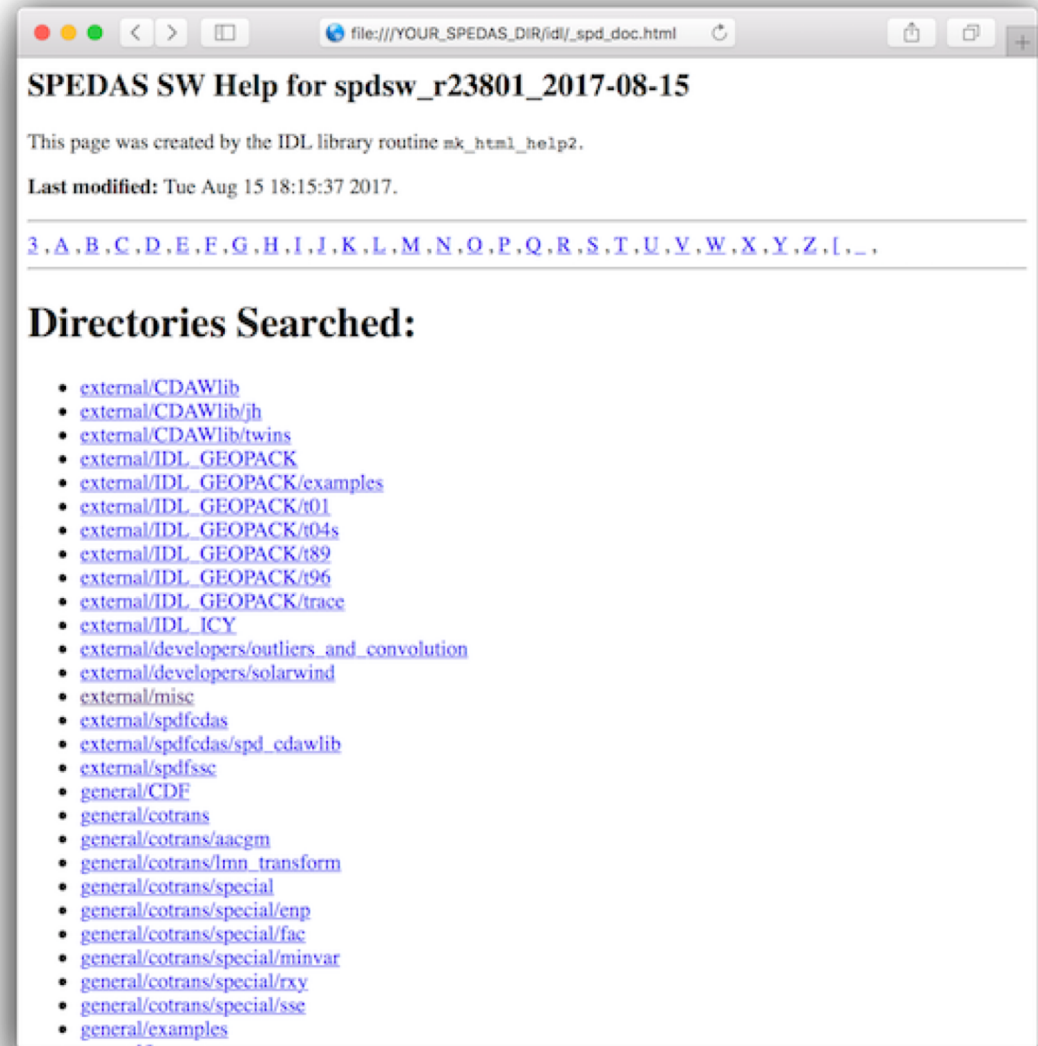 file:///YOUR_SPEDAS_DIR/idl/_spd_doc.html
SPEDAS SW Help for spdsw_r23801_2017-08-15
This page was created by the IDL library routine mk_html_help2.
Last modified: Tue Aug 15 18:15:37 2017.
3 , A , B , C , D , E , F , G , H , I , J , K , L , M , N , O , P , Q , R , S , T , U , V , W , X , Y , Z , [ , _ ,
Directories Searched:
• external/CDAWlib
• external/CDAWlib/jh
• external/CDAWlib/twins
• external/IDL_GEOPACK
• external/IDL_GEOPACK/examples
• external/IDL_GEOPACK/t01
• external/IDL_GEOPACK/t04s
• external/IDL_GEOPACK/t89
• external/IDL_GEOPACK/t96
• external/IDL_GEOPACK/trace
• external/IDL_ICY
• external/developers/outliers_and_convolution
• external/developers/solarwind
• external/misc
• external/spdfcdas
• external/spdfcdas/spd_cdawlib
• external/spdfssc
• general/CDF
• general/cotrans
• general/cotrans/aacgm
• general/cotrans/lmn_transform
• general/cotrans/special
• general/cotrans/special/enp
• general/cotrans/special/fac
• general/cotrans/special/minvar
• general/cotrans/special/rxy
• general/cotrans/special/sse
• general/examples